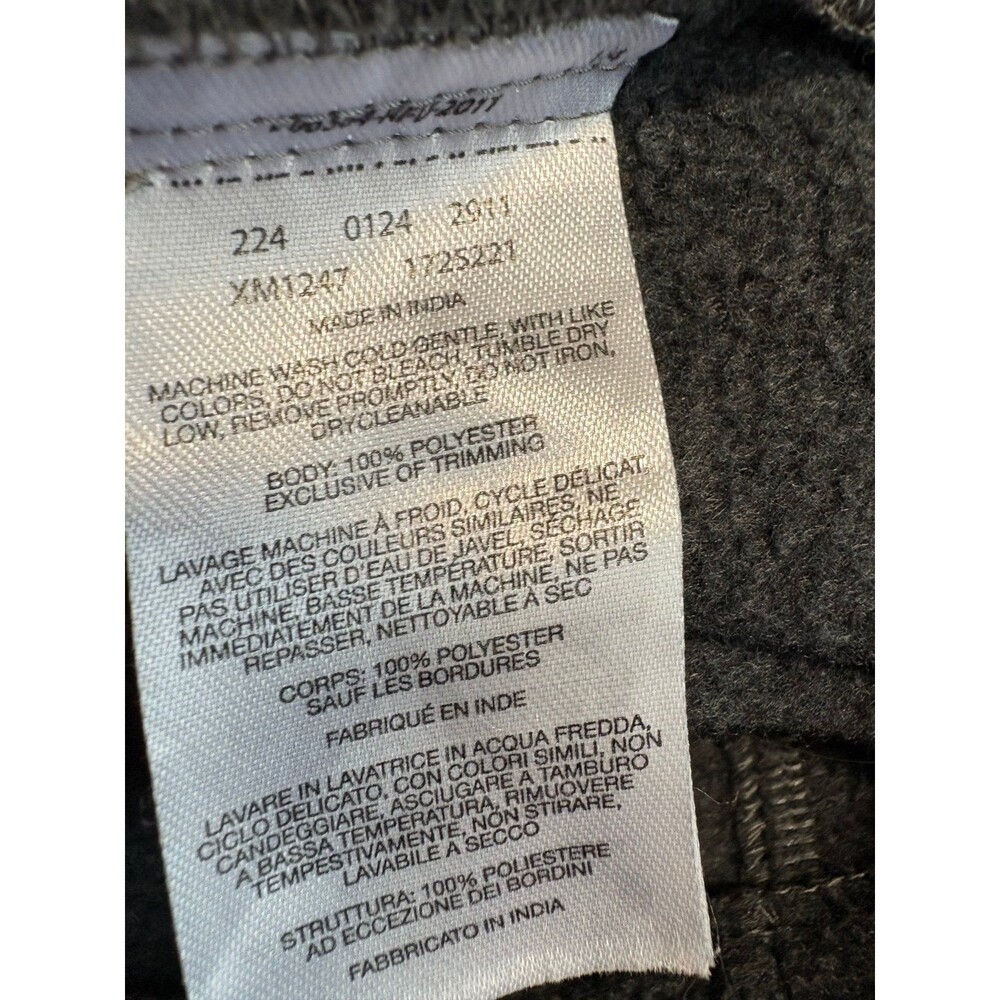 224 0124 2911
XM1247 1725221
MADE IN INDIA
MACHINE WASH COLD GENTLE, WITH LIKE
COLORS, DO NOT BLEACH, TUMBLE DRY
LOW, REMOVE PROMPTLY, DO NOT IRON,
DRYCLEANABLE
BODY: 100% POLYESTER
EXCLUSIVE OF TRIMMING
LAVAGE MACHINE À FROID, CYCLE DÉLICAT,
AVEC DES COULEURS SIMILAIRES, NE
PAS UTILISER D'EAU DE JAVEL, SÉCHAGE
MACHINE, BASSE TEMPÉRATURE, SORTIR
IMMÉDIATEMENT DE LA MACHINE, NE PAS
REPASSER, NETTOYABLE À SEC
CORPS: 100% POLYESTER
SAUF LES BORDURES
FABRIQUÉ EN INDE
LAVARE IN LAVATRICE IN ACQUA FREDDA,
CICLO DELICATO, CON COLORI SIMILI, NON
CANDEGGIARE, ASCIUGARE A TAMBURO
A BASSA TEMPERATURA, RIMUOVERE
TEMPESTIVAMENTE, NON STIRARE,
LAVABILE A SECCO
STRUTTURA: 100% POLIESTERE
AD ECCEZIONE DEI BORDINI
FABBRICATO IN INDIA